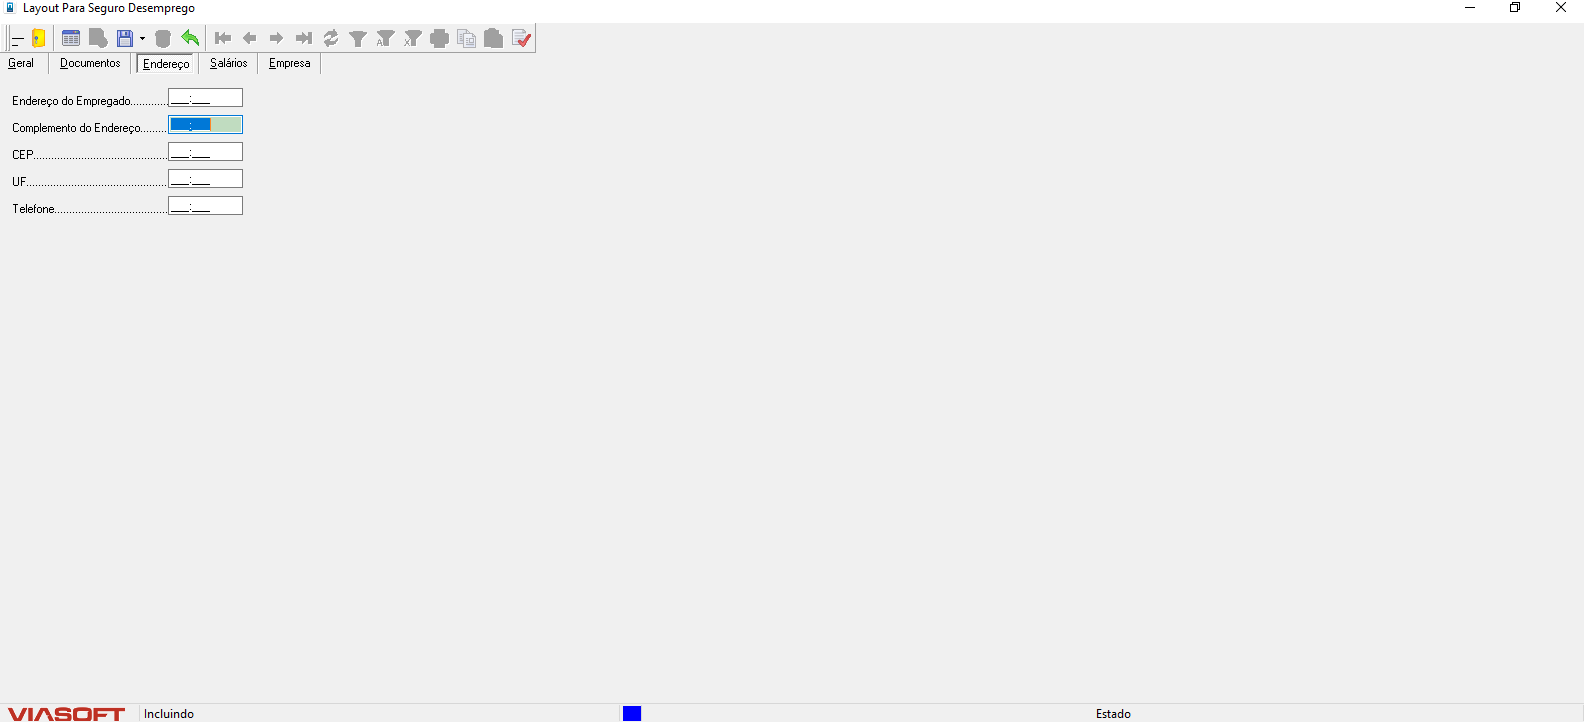 Layout Para Seguro Desemprego
Geral Documentos Endereço Salários Empresa
Endereço do Empregado............ ___:___
Complemento do Endereço......... ___:___
CEP............................................. ___:___
UF............................................... ___:___
Telefone...................................... ___:___
VIASOFT Incluindo Estado